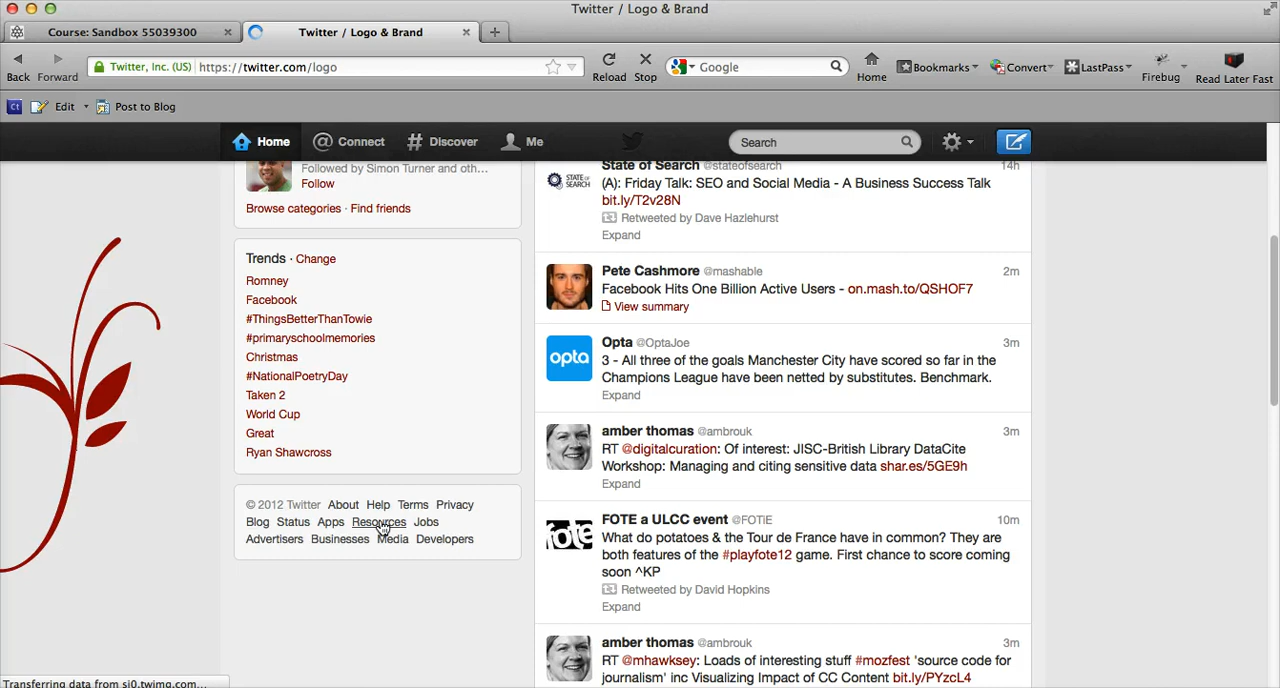 Twitter / Logo & Brand
Course: Sandbox 55039300
Twitter / Logo & Brand
Back
Forward
Twitter, Inc. (US)
https://twitter.com/logo
Reload
Stop
Google
Home
Bookmarks
Convert
LastPass
Firebug
Read Later Fast
Ct
Edit
Post to Blog
Home
@ Connect
# Discover
Me
Search
Followed by Simon Turner and oth...
Follow
Browse categories · Find friends
Trends · Change
Romney
Facebook
#ThingsBetterThanTowie
#primaryschoolmemories
Christmas
#NationalPoetryDay
Taken 2
World Cup
Great
Ryan Shawcross
© 2012 Twitter About Help Terms Privacy
Blog Status Apps Resources Jobs
Advertisers Businesses Media Developers
State of Search @stateofsearch 14h
STATE OF SEARCH
(A): Friday Talk: SEO and Social Media - A Business Success Talk
bit.ly/T2v28N
Retweeted by Dave Hazlehurst
Expand
Pete Cashmore @mashable 2m
Facebook Hits One Billion Active Users - on.mash.to/QSHOF7
View summary
Opta @OptaJoe 3m
opta
3 - All three of the goals Manchester City have scored so far in the
Champions League have been netted by substitutes. Benchmark.
Expand
amber thomas @ambrouk 3m
RT @digitalcuration: Of interest: JISC-British Library DataCite
Workshop: Managing and citing sensitive data shar.es/5GE9h
Expand
FOTE a ULCC event @FOTiE 10m
fote
What do potatoes & the Tour de France have in common? They are
both features of the #playfote12 game. First chance to score coming
soon ^KP
Retweeted by David Hopkins
Expand
amber thomas @ambrouk 3m
RT @mhawksey: Loads of interesting stuff #mozfest 'source code for
journalism' inc Visualizing Impact of CC Content bit.ly/PYzcL4
Transferring data from si0.twimg.com...